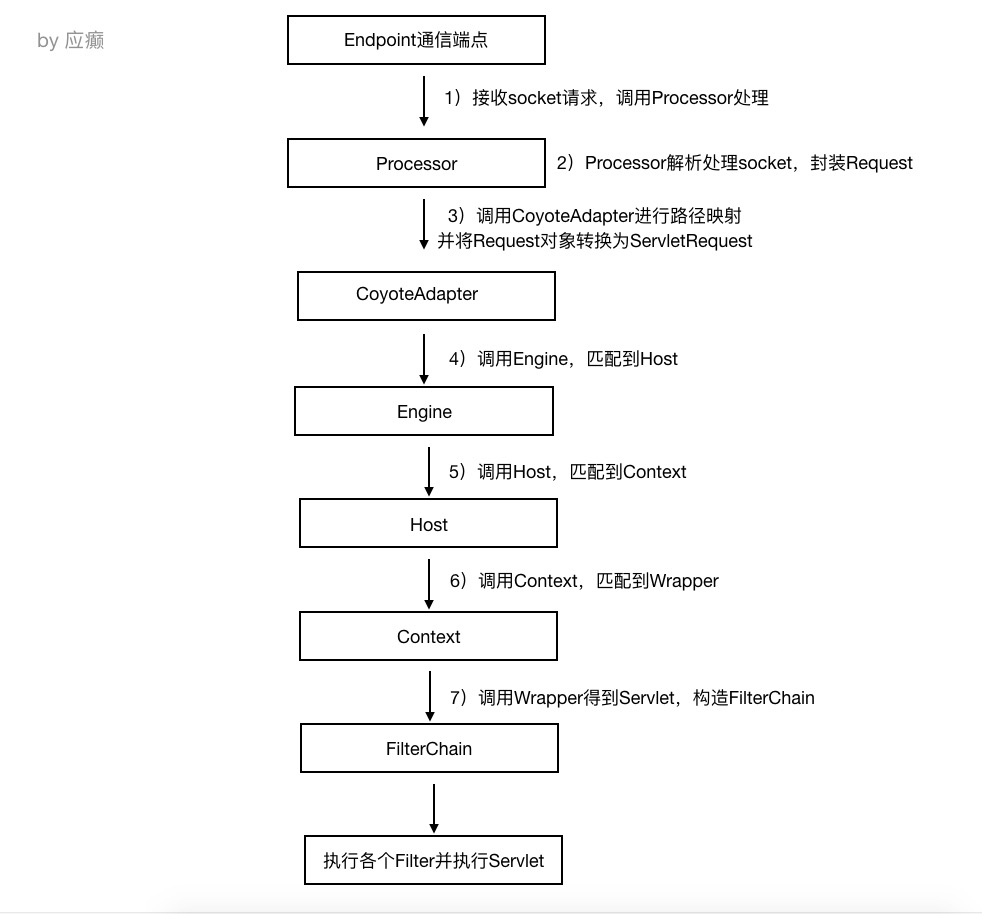 by 应癫
Endpoint通信端点
1）接收socket请求，调用Processor处理
Processor
2）Processor解析处理socket，封装Request
3）调用CoyoteAdapter进行路径映射
并将Request对象转换为ServletRequest
CoyoteAdapter
4）调用Engine，匹配到Host
Engine
5）调用Host，匹配到Context
Host
6）调用Context，匹配到Wrapper
Context
7）调用Wrapper得到Servlet，构造FilterChain
FilterChain
执行各个Filter并执行Servlet